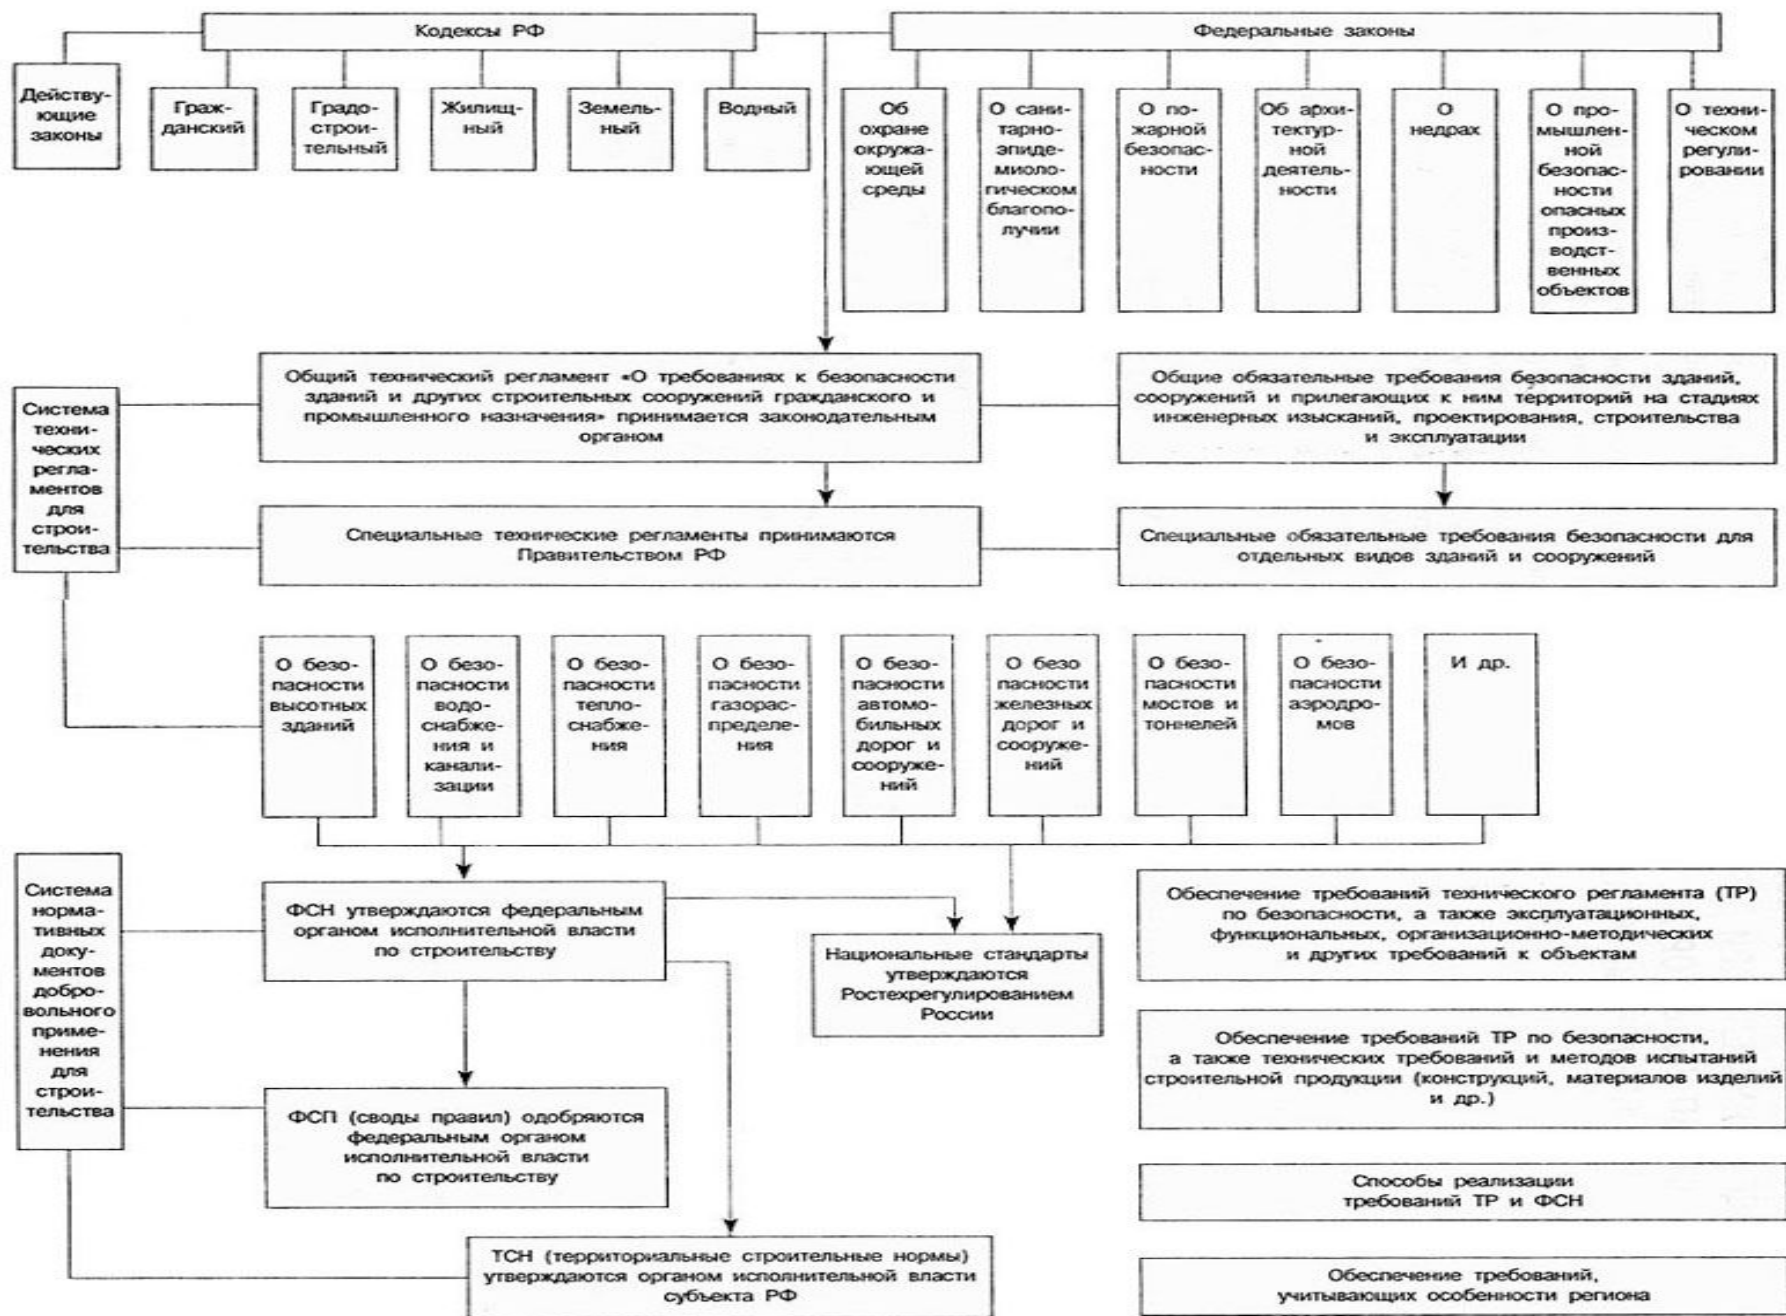 Кодексы РФ
Федеральные законы
Действу-
ющие
законы
Граж-
данский
Градо-
строи-
тельный
Жилищ-
ный
Земель-
ный
Водный
Об
охране
окружа-
ющей
среды
О сани-
тарно-
эпиде-
миоло-
гическом
благопо-
лучии
О по-
жарной
безопас-
ности
Об архи-
тектур-
ной
деятель-
ности
О
недрах
О про-
мышлен-
ной
безопас-
ности
опасных
произ-
водст-
венных
объектов
О техни-
ческом
регули-
ровании
Система
техни-
ческих
регла-
ментов
для
строи-
тельства
Общий технический регламент «О требованиях к безопасности
зданий и других строительных сооружений гражданского и
промышленного назначения» принимается законодательным
органом
Общие обязательные требования безопасности зданий,
сооружений и прилегающих к ним территорий на стадиях
инженерных изысканий, проектирования, строительства
и эксплуатации
Специальные технические регламенты принимаются
Правительством РФ
Специальные обязательные требования безопасности для
отдельных видов зданий и сооружений
О безо-
пасности
высотных
зданий
О безо-
пасности
водо-
снабже-
ния и
канали-
зации
О безо-
пасности
тепло-
снабже-
ния
О безо-
пасности
газорас-
пределе-
ния
О безо-
пасности
автомо-
бильных
дорог и
сооруже-
ний
О безо
пасности
железных
дорог и
сооруже-
ний
О безо-
пасности
мостов и
тоннелей
О безо-
пасности
аэродро-
мов
И др.
Система
норма-
тивных
доку-
ментов
добро-
вольного
приме-
нения
для
строи-
тельства
ФСН утверждаются федеральным
органом исполнительной власти
по строительству
Национальные стандарты
утверждаются
Ростехрегулированием
России
Обеспечение требований технического регламента (ТР)
по безопасности, а также эксплуатационных,
функциональных, организационно-методических
и других требований к объектам
Обеспечение требований ТР по безопасности,
а также технических требований и методов испытаний
строительной продукции (конструкций, материалов изделий
и др.)
ФСП (своды правил) одобряются
федеральным органом
исполнительной власти
по строительству
Способы реализации
требований ТР и ФСН
ТСН (территориальные строительные нормы)
утверждаются органом исполнительной власти
субъекта РФ
Обеспечение требований,
учитывающих особенности региона